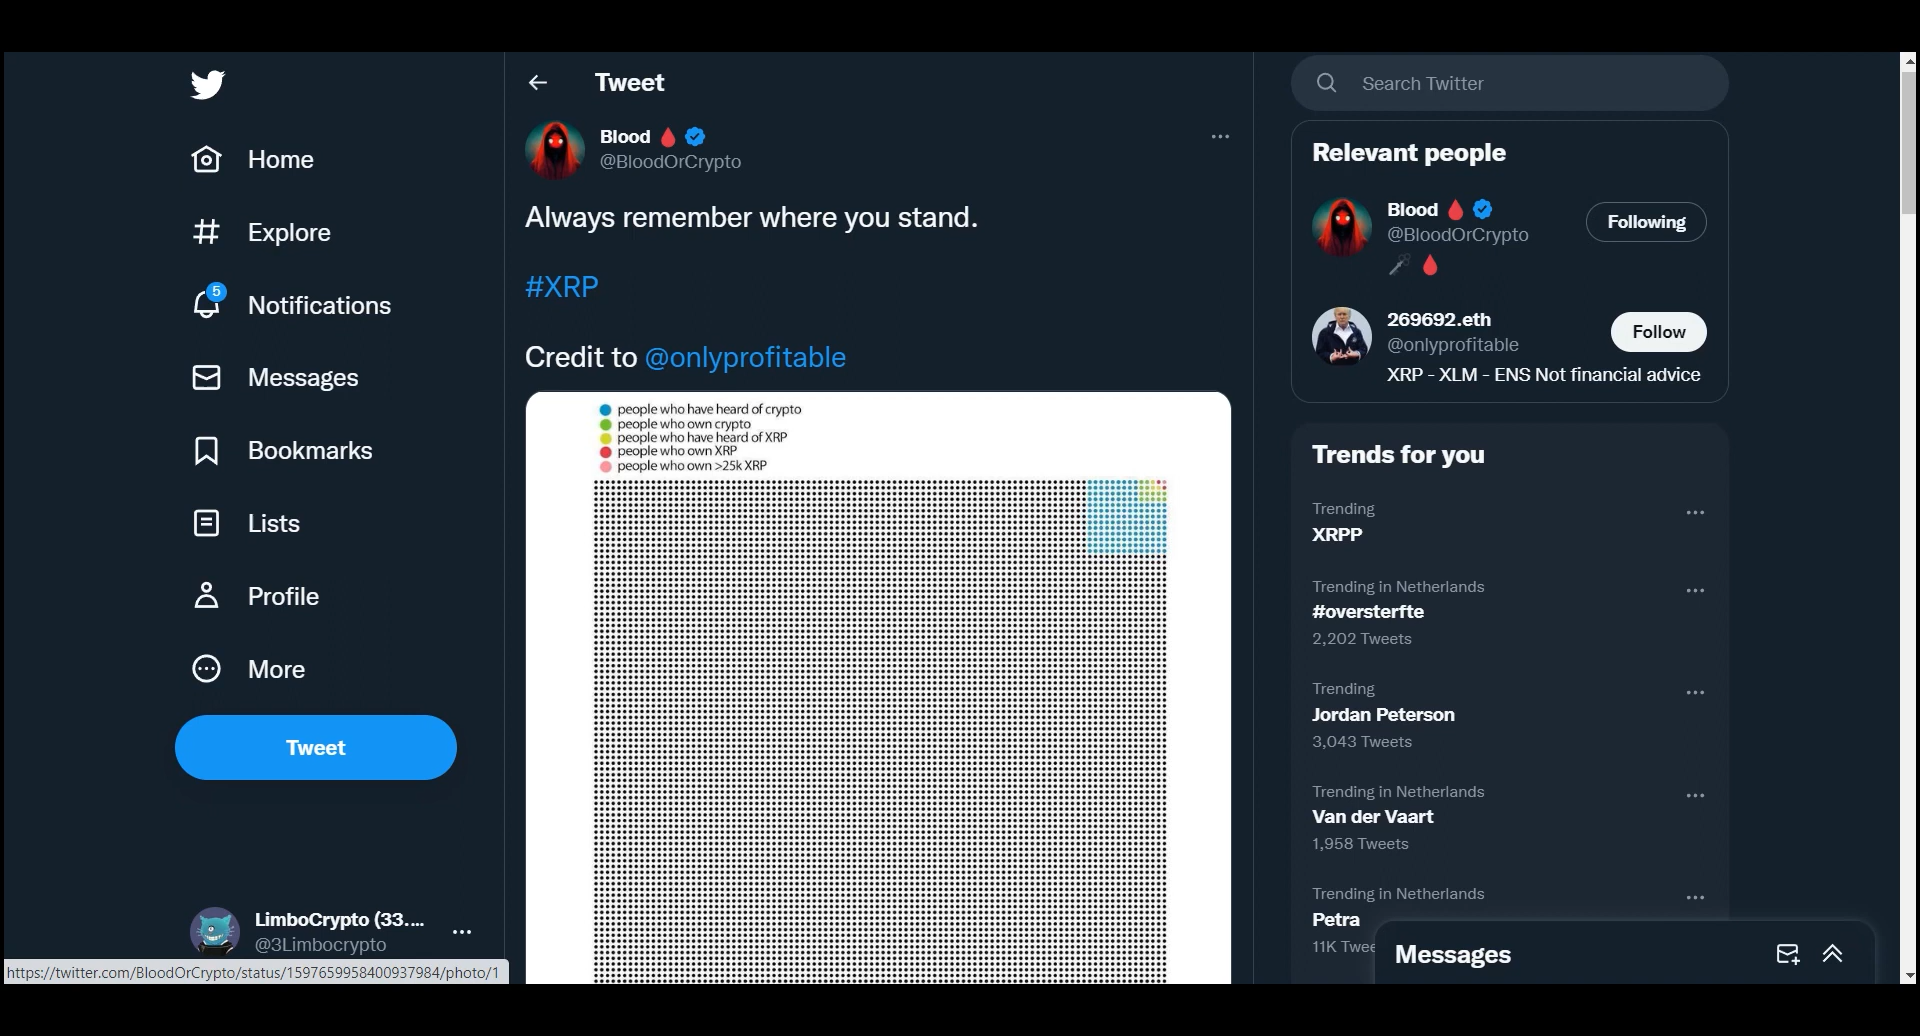 Home
Explore
5
Notifications
Messages
Bookmarks
Lists
Profile
More
Tweet
LimboCrypto (33....
@3Limbocrypto
https://twitter.com/BloodOrCrypto/status/1597659958400937984/photo/1
Tweet
Blood
@BloodOrCrypto
Always remember where you stand.
#XRP
Credit to @onlyprofitable
people who have heard of crypto
people who own crypto
people who have heard of XRP
people who own XRP
people who own >25k XRP
Search Twitter
Relevant people
Blood
@BloodOrCrypto
Following
269692.eth
@onlyprofitable
Follow
XRP - XLM - ENS Not financial advice
Trends for you
Trending
XRPP
Trending in Netherlands
#oversterfte
2,202 Tweets
Trending
Jordan Peterson
3,043 Tweets
Trending in Netherlands
Van der Vaart
1,958 Tweets
Trending in Netherlands
Petra
11K Twee
Messages